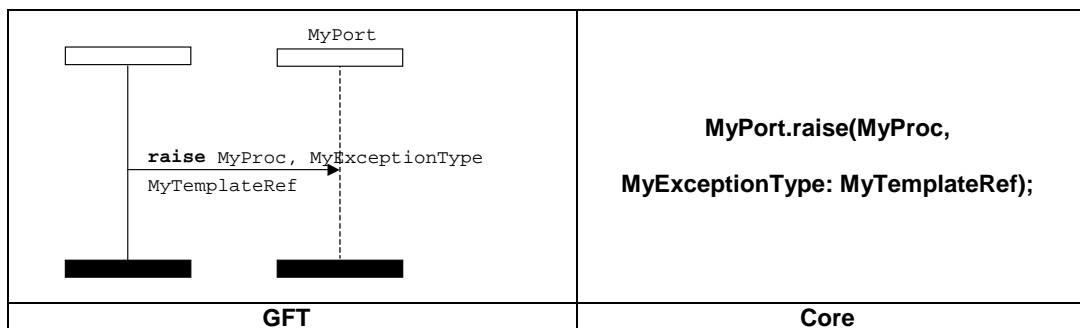 MyPort
raise MyProc, MyExceptionType
MyTemplateRef
MyPort.raise(MyProc,
MyExceptionType: MyTemplateRef);
GFT
Core